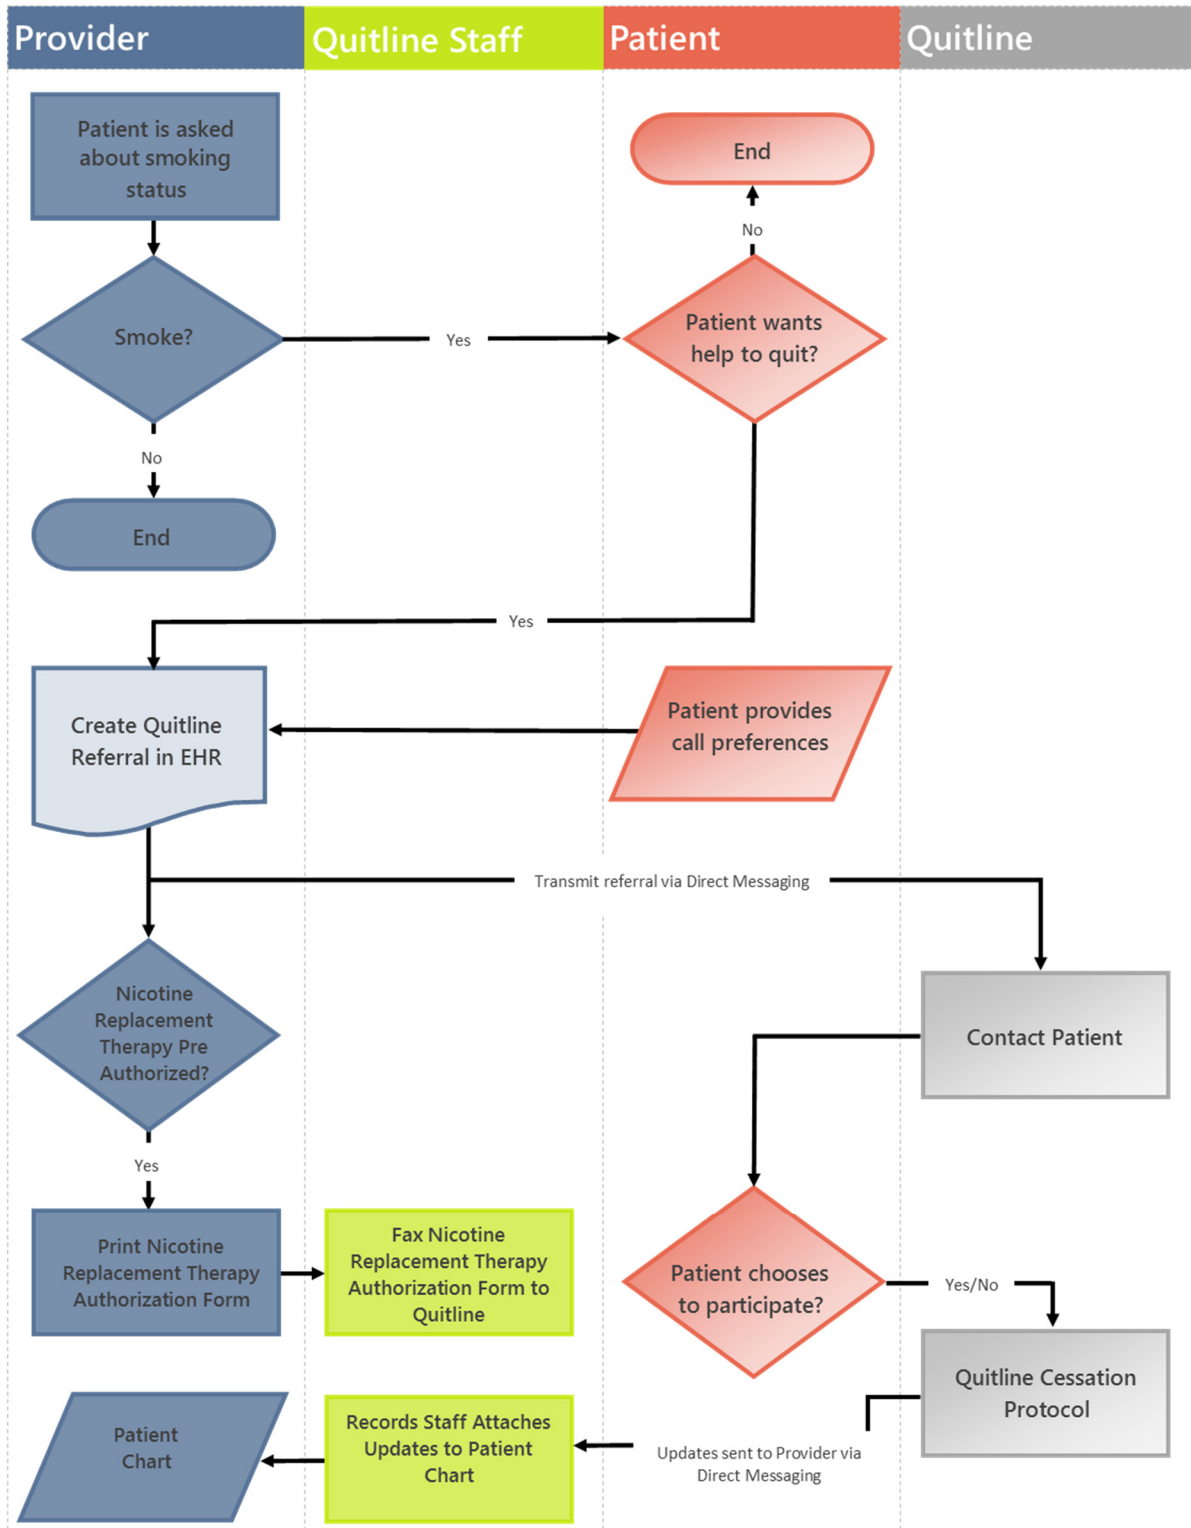 Provider
Quitline Staff
Patient
Quitline
Patient is asked
about smoking
status
End
No
Smoke?
Yes
Patient wants
help to quit?
No
End
Yes
Create Quitline
Referral in EHR
Patient provides
call preferences
Transmit referral via Direct Messaging
Nicotine
Replacement
Therapy Pre
Authorized?
Contact Patient
Yes
Print Nicotine
Replacement Therapy
Authorization Form
Fax Nicotine
Replacement Therapy
Authorization Form to
Quitline
Patient chooses
to participate?
Yes/No
Quitline Cessation
Protocol
Patient
Chart
Records Staff Attaches
Updates to Patient
Chart
Updates sent to Provider via
Direct Messaging